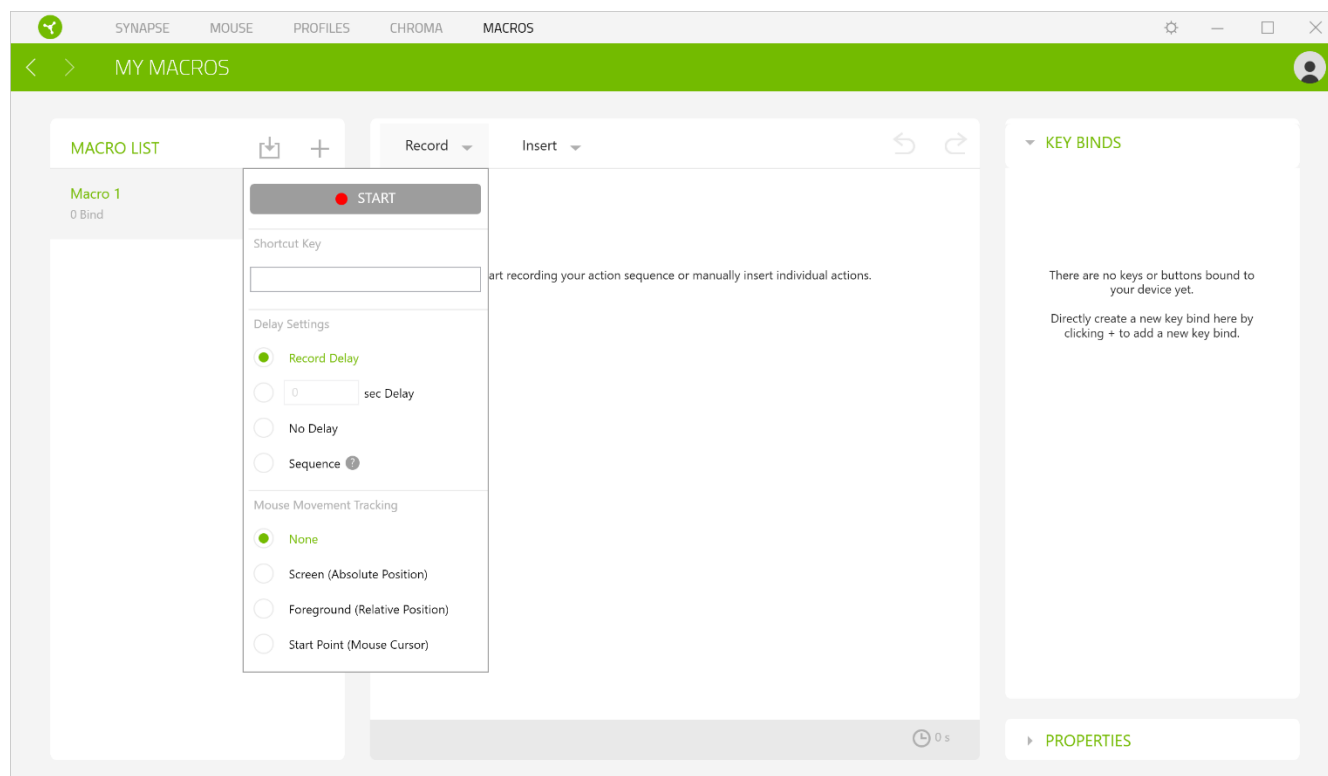 SYNAPSE MOUSE PROFILES CHROMA MACROS
MY MACROS
MACRO LIST
Macro 1
0 Bind
Record Insert
START
Shortcut Key
Delay Settings
Record Delay
0 sec Delay
No Delay
Sequence ?
Mouse Movement Tracking
None
Screen (Absolute Position)
Foreground (Relative Position)
Start Point (Mouse Cursor)
art recording your action sequence or manually insert individual actions.
0 s
KEY BINDS
There are no keys or buttons bound to
your device yet.
Directly create a new key bind here by
clicking + to add a new key bind.
PROPERTIES